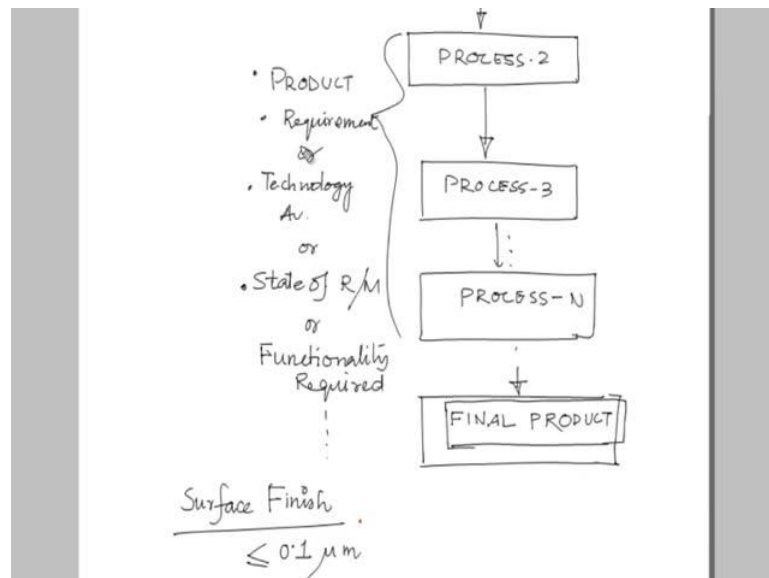 PROCESS-2
• PRODUCT
• Requirement
or
• Technology
Av.
or
• State of R/M
or
Functionality
Required
PROCESS-3
PROCESS-N
FINAL PRODUCT
Surface Finish
≤ 0.1 μm